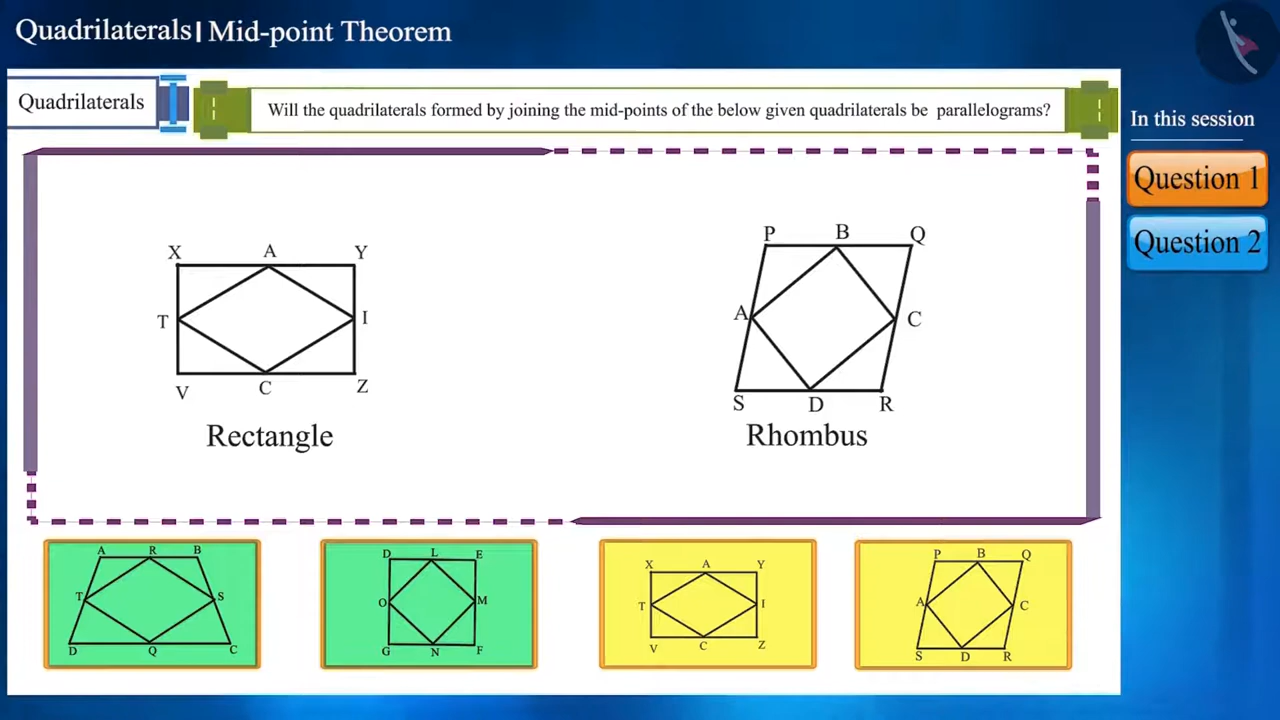 Quadrilaterals | Mid-point Theorem
Quadrilaterals
Will the quadrilaterals formed by joining the mid-points of the below given quadrilaterals be parallelograms?
In this session
Question 1
Question 2
X A Y
T I
V C Z
Rectangle
P B Q
A C
S D R
Rhombus
A R B
T S
D Q C
D L E
O M
G N F
X A Y
T I
V C Z
P B Q
A C
S D R